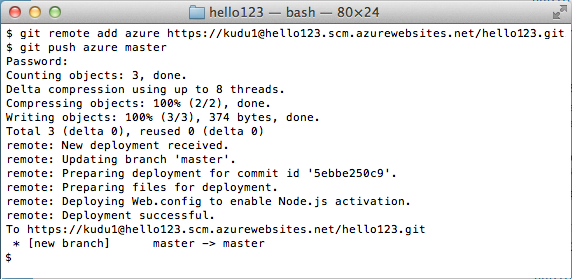 hello123 — bash — 80×24
$ git remote add azure https://kudu1@hello123.scm.azurewebsites.net/hello123.git
$ git push azure master
Password:
Counting objects: 3, done.
Delta compression using up to 8 threads.
Compressing objects: 100% (2/2), done.
Writing objects: 100% (3/3), 374 bytes, done.
Total 3 (delta 0), reused 0 (delta 0)
remote: New deployment received.
remote: Updating branch 'master'.
remote: Preparing deployment for commit id '5ebbe250c9'.
remote: Preparing files for deployment.
remote: Deploying Web.config to enable Node.js activation.
remote: Deployment successful.
To https://kudu1@hello123.scm.azurewebsites.net/hello123.git
 * [new branch]      master -> master
$